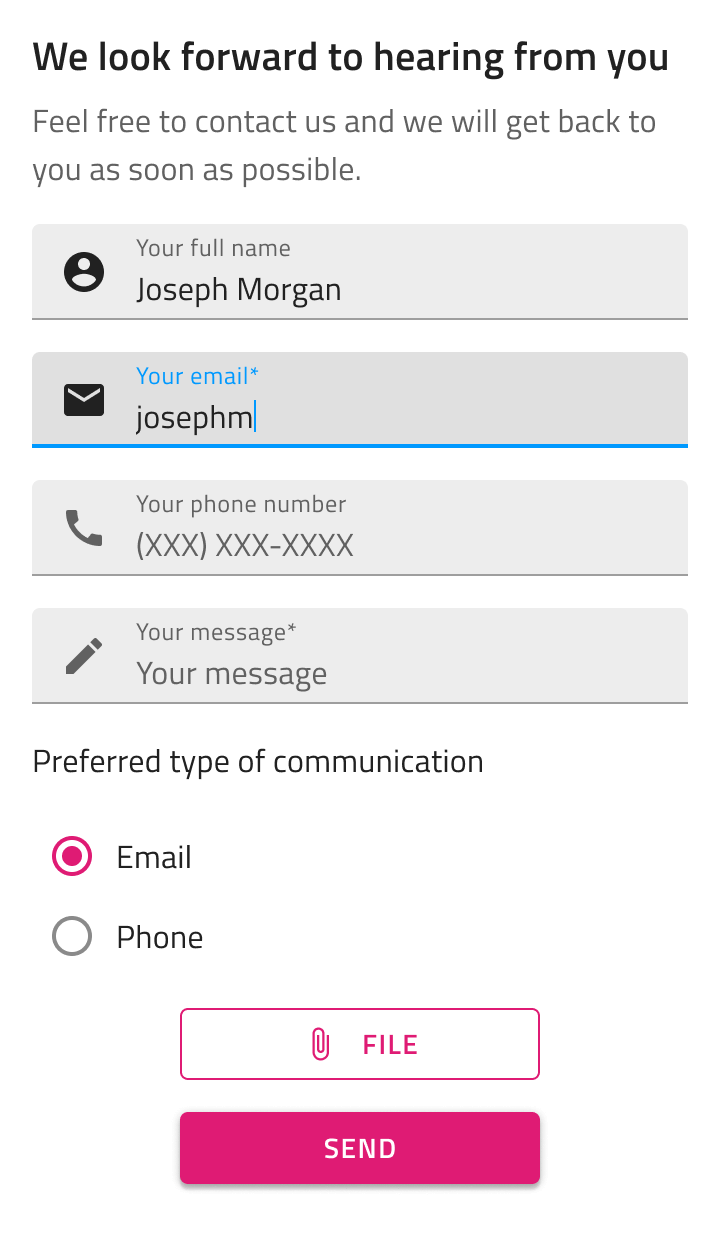 We look forward to hearing from you
Feel free to contact us and we will get back to
you as soon as possible.
Your full name
Joseph Morgan
Your email*
josephm
Your phone number
(XXX) XXX-XXXX
Your message*
Your message
Preferred type of communication
Email
Phone
FILE
SEND